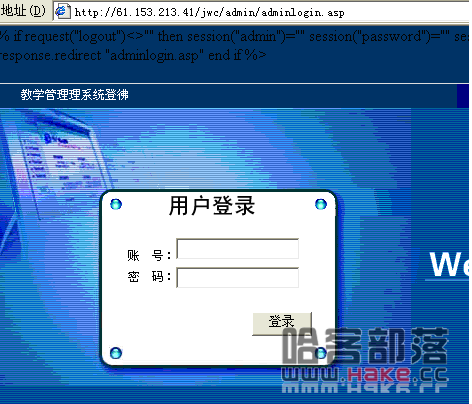 地址(D) http://61.153.213.41/jwc/admin/adminlogin.asp
% if request("logout")<>"" then session("admin")="" session("password")="" se
response.redirect "adminlogin.asp" end if %>
教学管理理系统登彿
用户登录
We
账 号：
密 码：
登录
哈客部落
www.Hake.cc